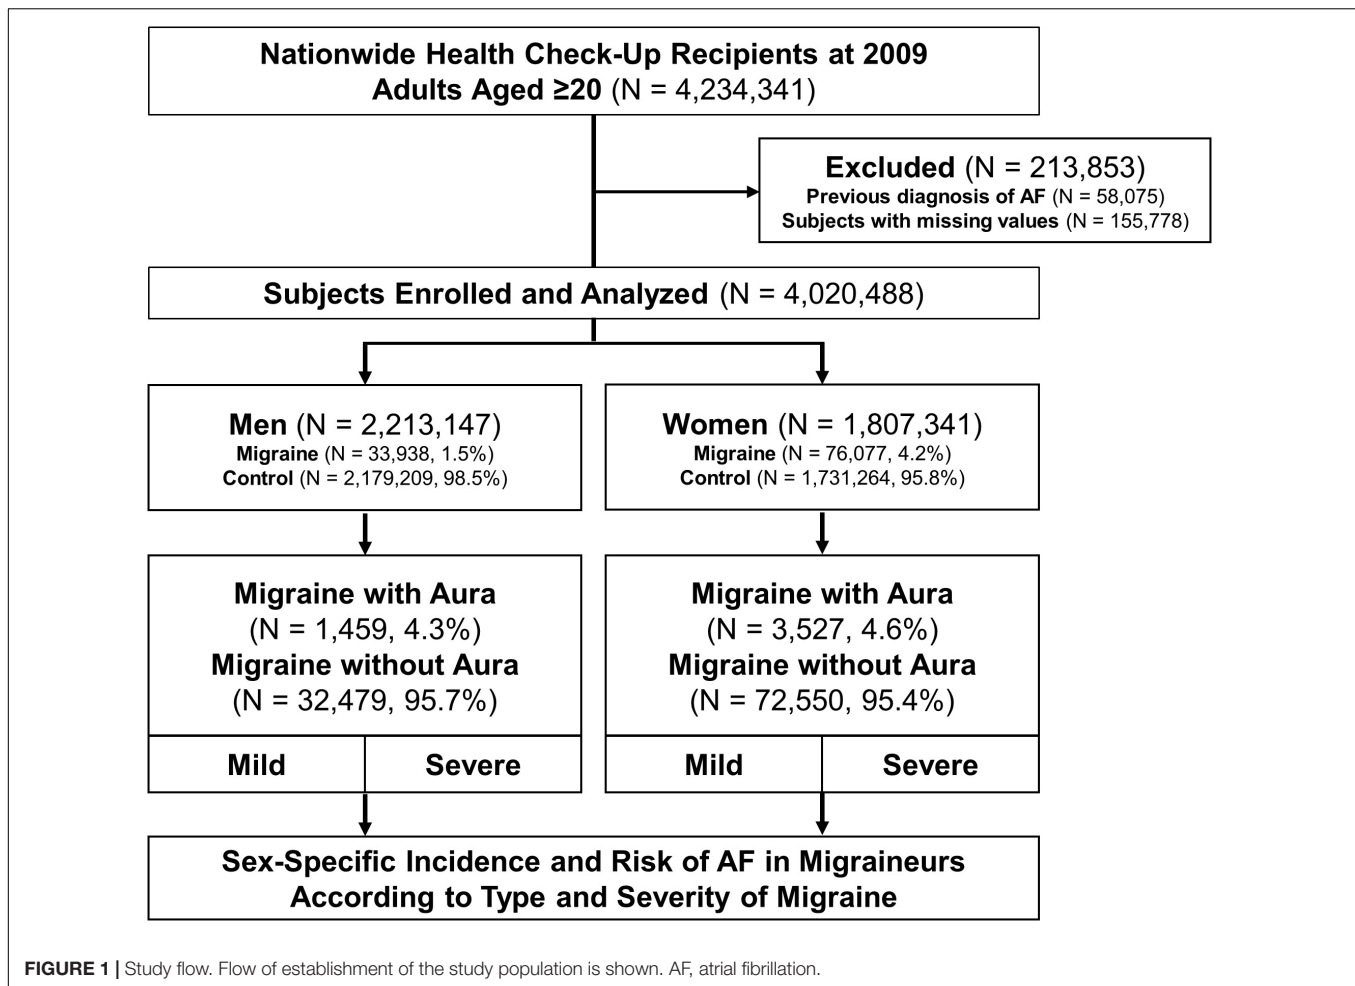 Nationwide Health Check-Up Recipients at 2009
Adults Aged ≥20 (N = 4,234,341)
Excluded (N = 213,853)
Previous diagnosis of AF (N = 58,075)
Subjects with missing values (N = 155,778)
Subjects Enrolled and Analyzed (N = 4,020,488)
Men (N = 2,213,147)
Migraine (N = 33,938, 1.5%)
Control (N = 2,179,209, 98.5%)
Women (N = 1,807,341)
Migraine (N = 76,077, 4.2%)
Control (N = 1,731,264, 95.8%)
Migraine with Aura
(N = 1,459, 4.3%)
Migraine without Aura
(N = 32,479, 95.7%)
Mild
Severe
Migraine with Aura
(N = 3,527, 4.6%)
Migraine without Aura
(N = 72,550, 95.4%)
Mild
Severe
Sex-Specific Incidence and Risk of AF in Migraineurs
According to Type and Severity of Migraine
FIGURE 1 | Study flow. Flow of establishment of the study population is shown. AF, atrial fibrillation.